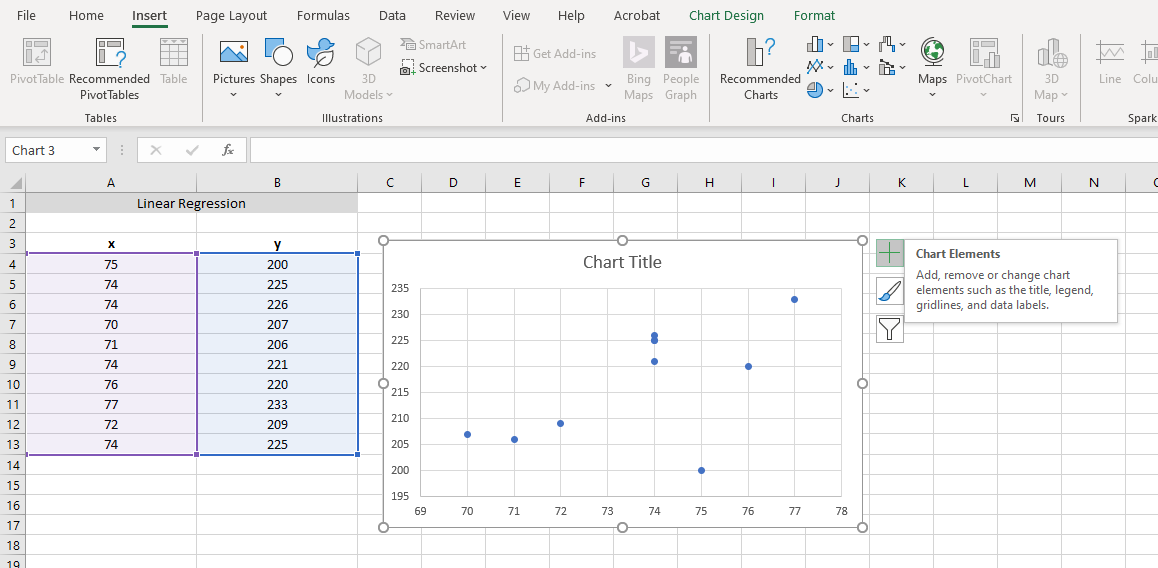 File Home Insert Page Layout Formulas Data Review View Help Acrobat Chart Design Format
PivotTable Recommended PivotTables Table
Tables
Pictures Shapes Icons 3D Models
SmartArt
Screenshot
Illustrations
Get Add-ins
My Add-ins
Bing Maps People Graph
Add-ins
Recommended Charts
Maps PivotChart
Charts
3D Map
Tours
Line Colu
Spark
Chart 3 fx
A B C D E F G H I J K L M N
1 Linear Regression
2
3 x y
4 75 200
5 74 225
6 74 226
7 70 207
8 71 206
9 74 221
10 76 220
11 77 233
12 72 209
13 74 225
14
15
16
17
18
19
Chart Title
235
230
225
220
215
210
205
200
195
69 70 71 72 73 74 75 76 77 78
Chart Elements
Add, remove or change chart
elements such as the title, legend,
gridlines, and data labels.